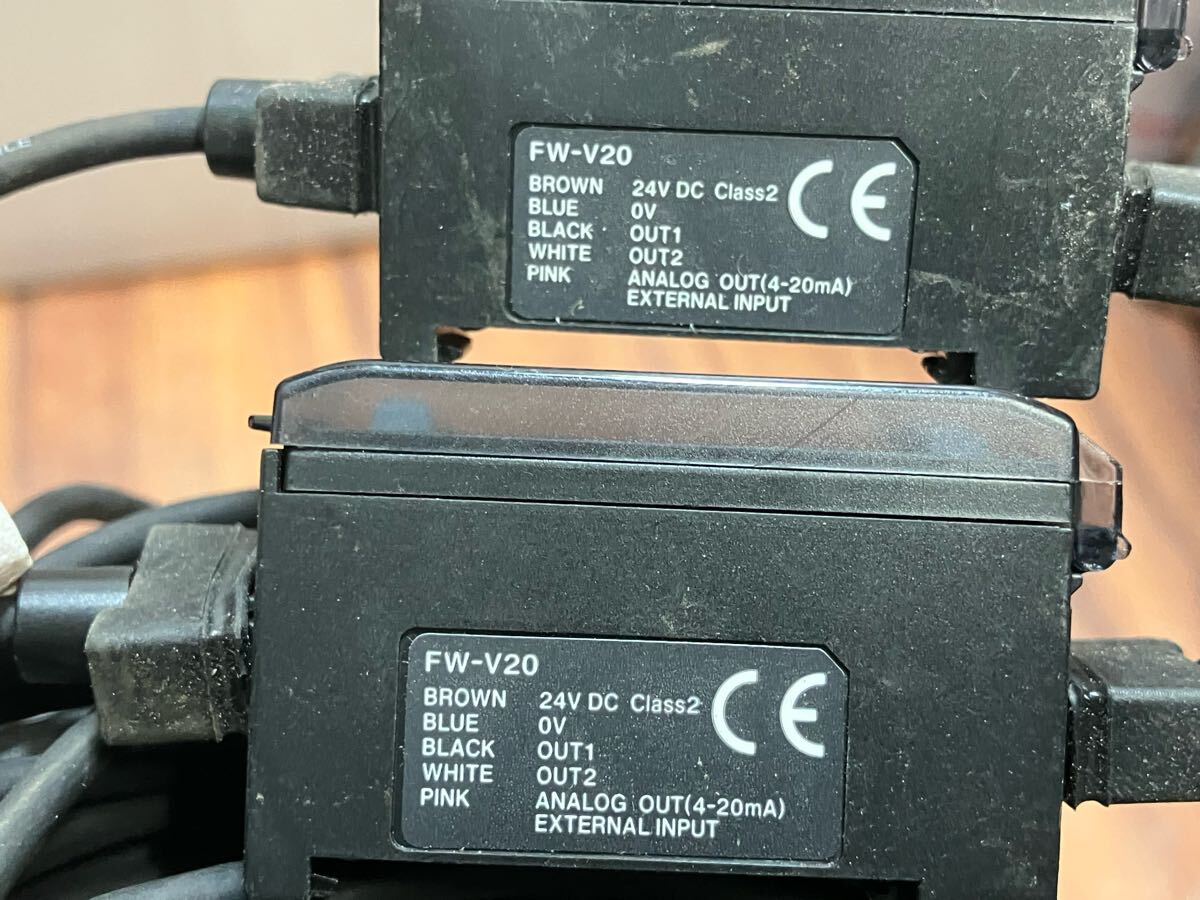 FW-V20
BROWN 24V DC Class2 CE
BLUE 0V
BLACK OUT1
WHITE OUT2
PINK ANALOG OUT(4-20mA)
EXTERNAL INPUT
FW-V20
BROWN 24V DC Class2 CE
BLUE 0V
BLACK OUT1
WHITE OUT2
PINK ANALOG OUT(4-20mA)
EXTERNAL INPUT